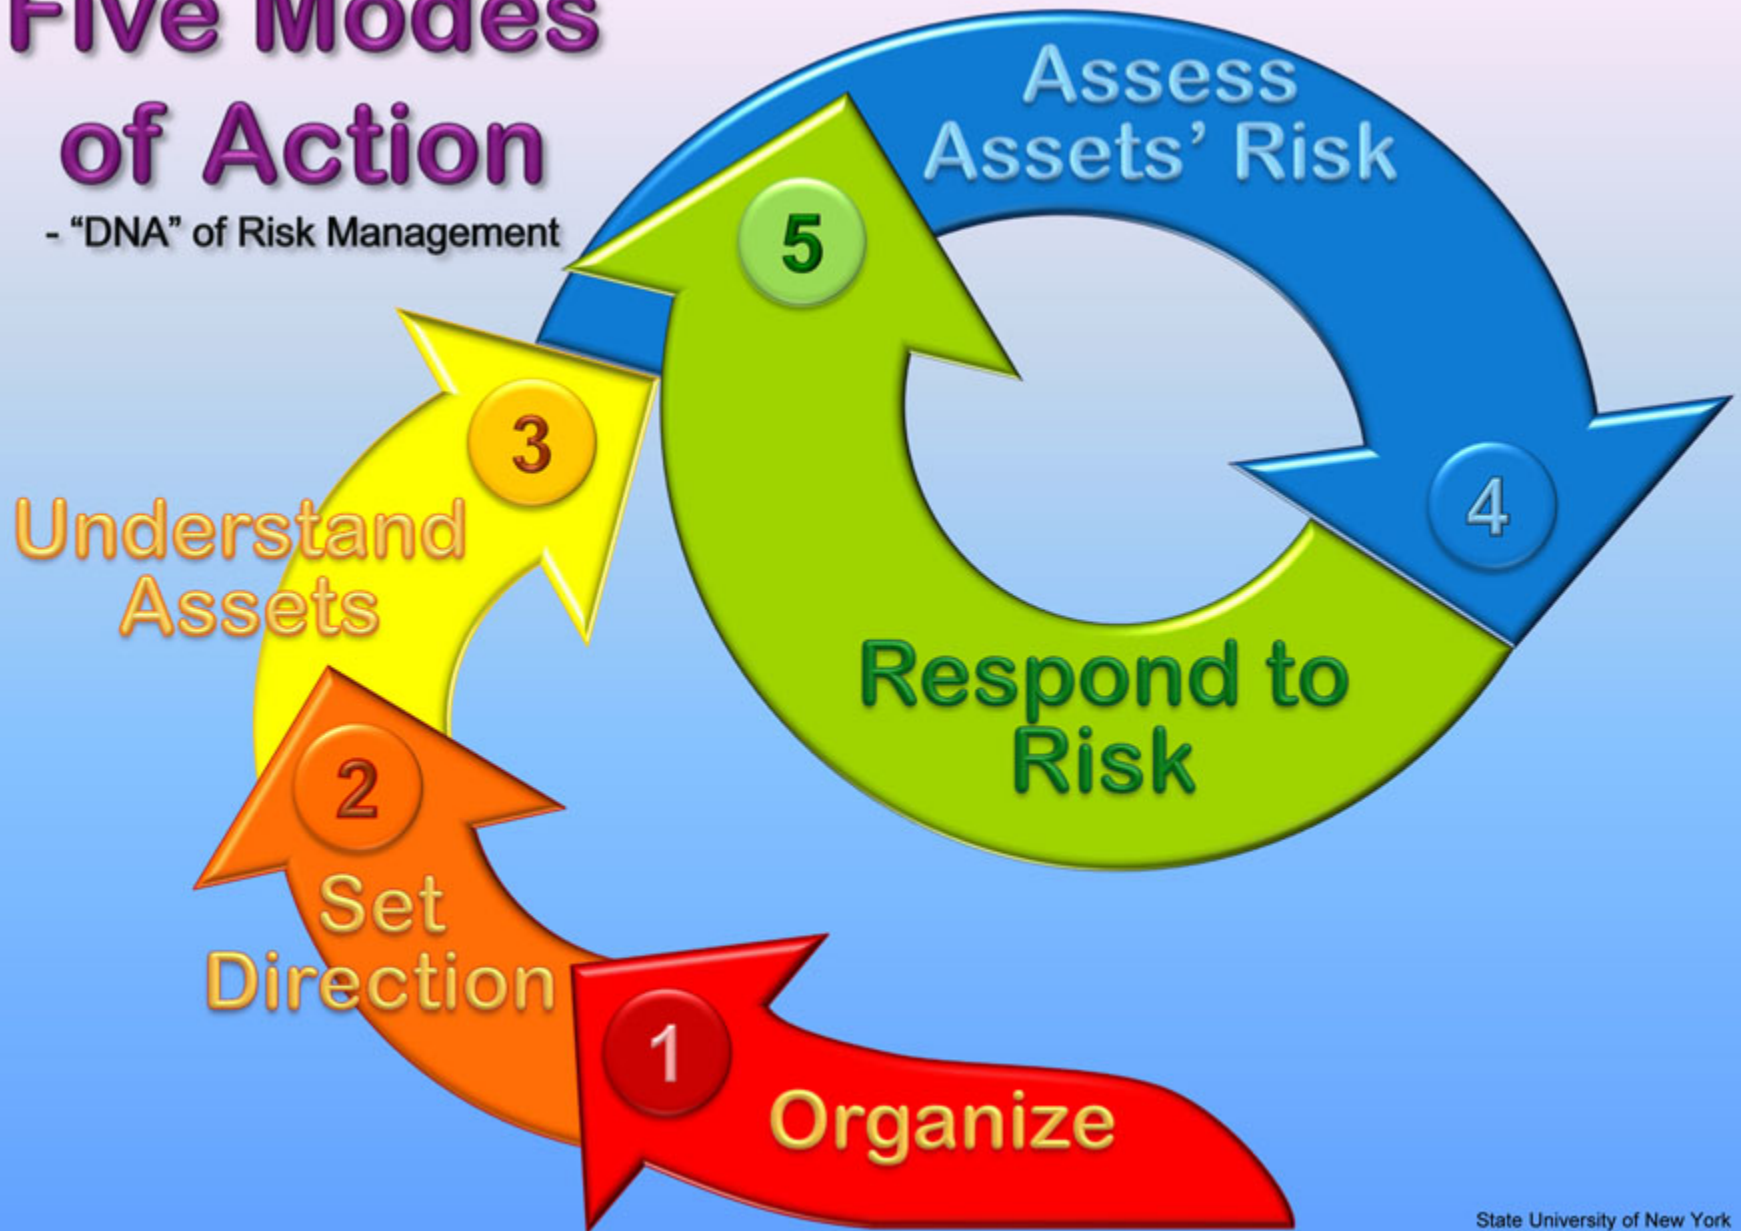 Five Modes
of Action
- “DNA” of Risk Management
Assess
Assets’ Risk
5
3
4
Understand
Assets
Respond to
Risk
2
Set
Direction
1
Organize
State University of New York